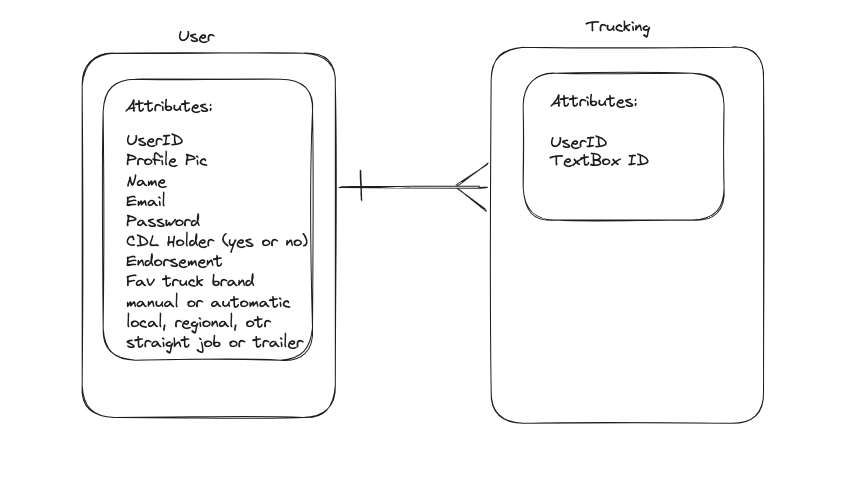 User
Attributes:
UserID
Profile Pic
Name
Email
Password
CDL Holder (yes or no)
Endorsement
Fav truck brand
manual or automatic
local, regional, otr
straight job or trailer
Trucking
Attributes:
UserID
TextBox ID